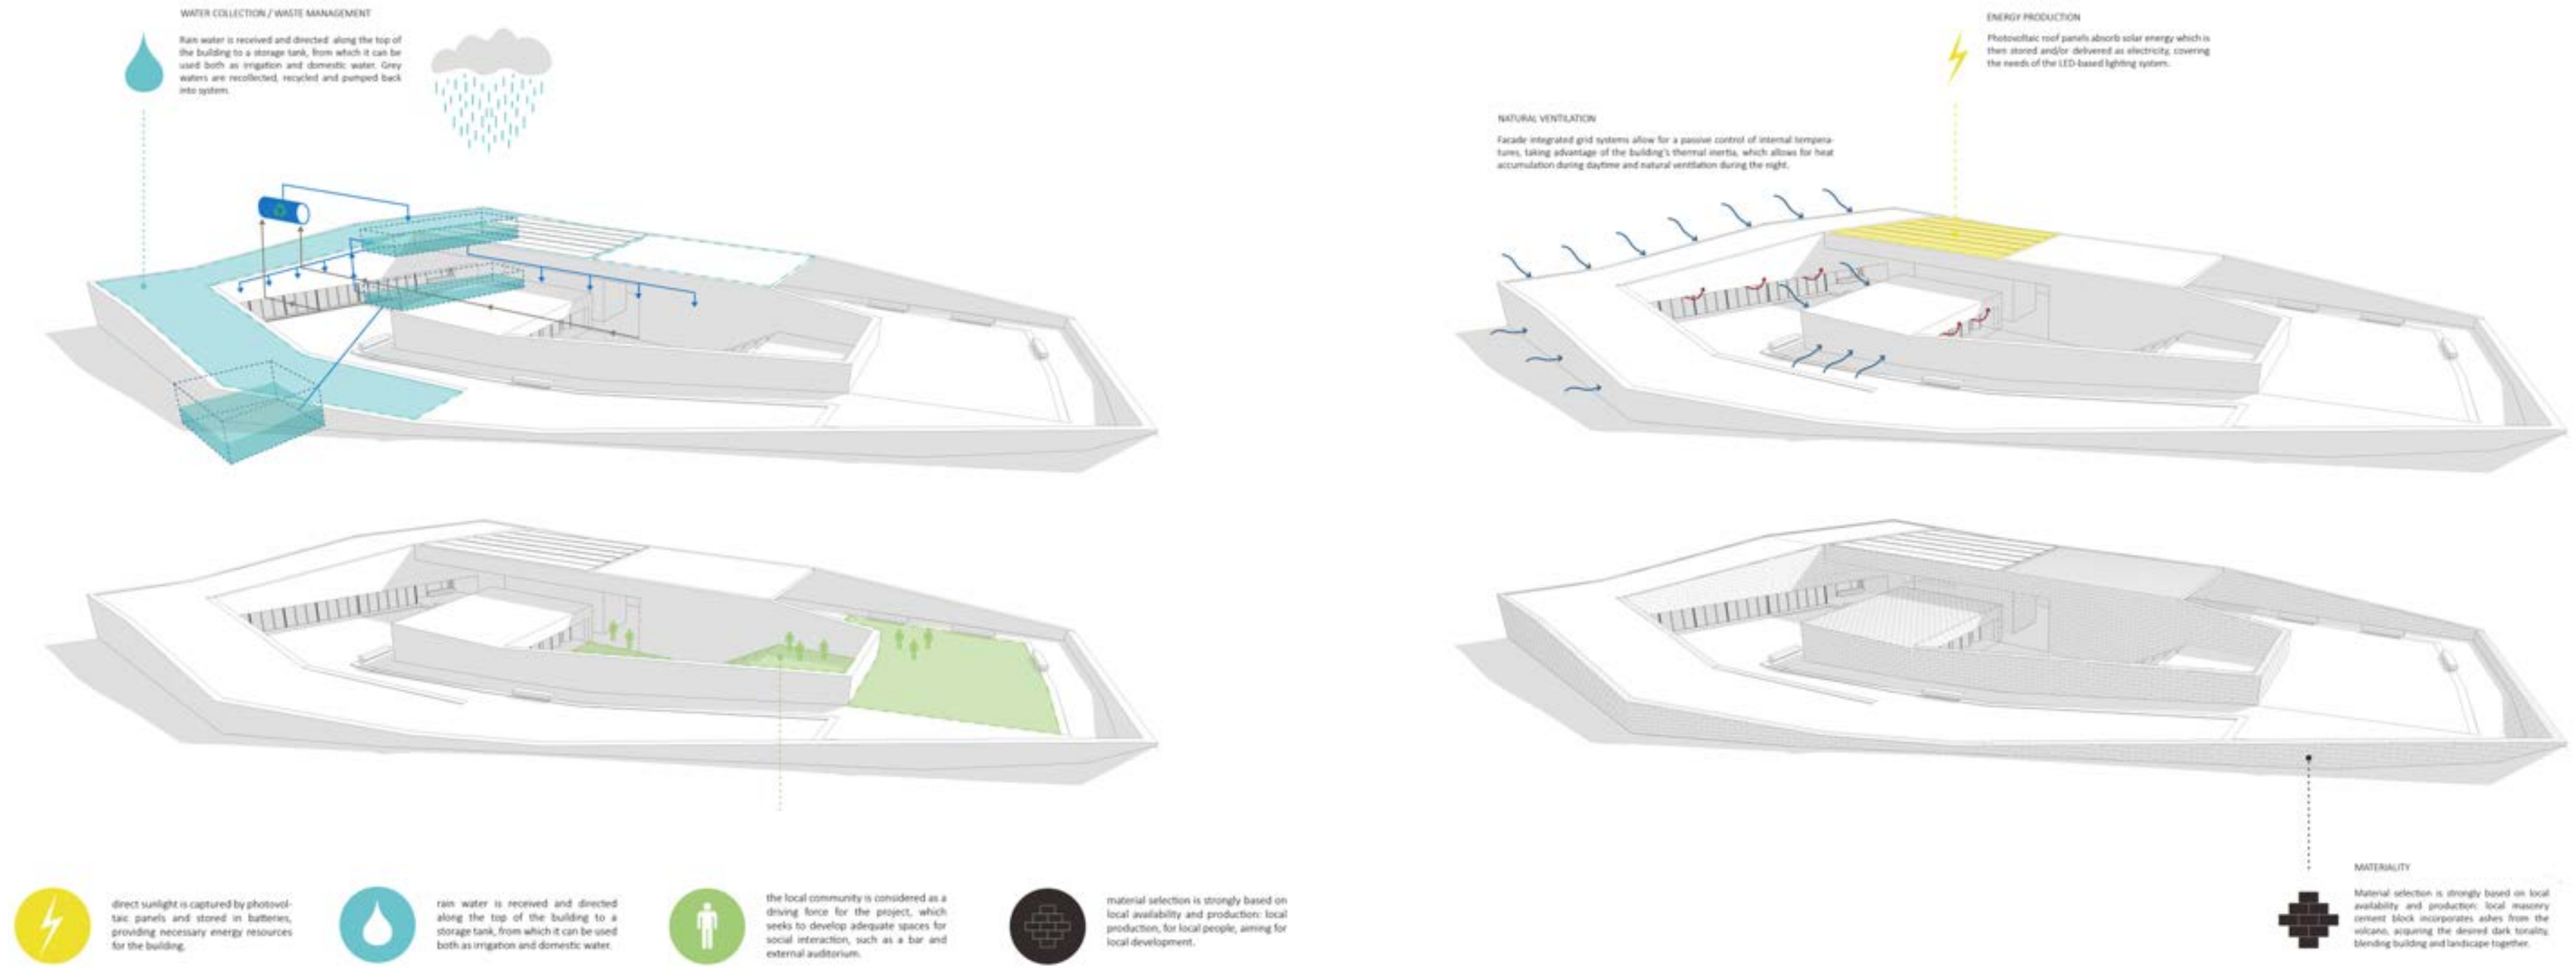 WATER COLLECTION / WASTE MANAGEMENT
Rain water is received and directed along the top of
the building to a storage tank, from which it can be
used both as irrigation and domestic water. Grey
waters are recollected, recycled and pumped back
into system.
ENERGY PRODUCTION
Photovoltaic roof panels absorb solar energy which is
then stored and/or delivered as electricity, covering
the needs of the LED-based lighting system.
NATURAL VENTILATION
Facade integrated grid systems allow for a passive control of internal tempera-
tures, taking advantage of the building's thermal inertia, which allows for heat
accumulation during daytime and natural ventilation during the night.
direct sunlight is captured by photovol-
taic panels and stored in batteries,
providing necessary energy resources
for the building.
rain water is received and directed
along the top of the building to a
storage tank, from which it can be used
both as irrigation and domestic water.
the local community is considered as a
driving force for the project, which
seeks to develop adequate spaces for
social interaction, such as a bar and
external auditorium.
material selection is strongly based on
local availability and production: local
production, for local people, aiming for
local development.
MATERIALITY
Material selection is strongly based on local
availability and production: local masonry
cement block incorporates ashes from the
volcano, acquiring the desired dark tonality,
blending building and landscape together.